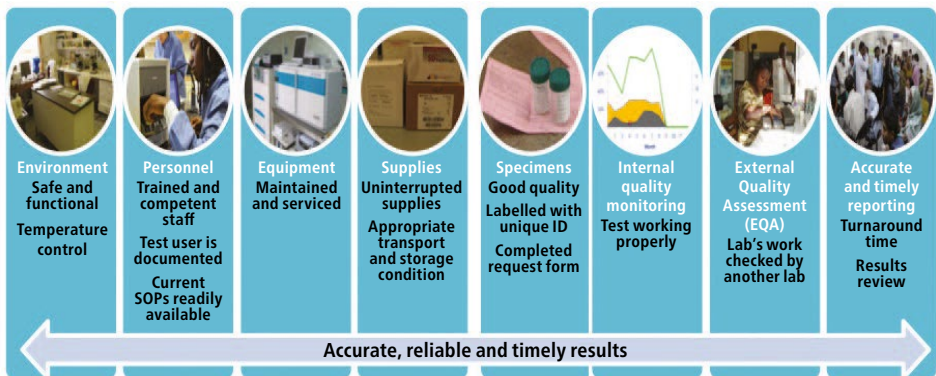 Environment
Safe and
functional
Temperature
control
Personnel
Trained and
competent
staff
Test user is
documented
Current
SOPs readily
available
Equipment
Maintained
and serviced
Supplies
Uninterrupted
supplies
Appropriate
transport
and storage
condition
Specimens
Good quality
Labelled with
unique ID
Completed
request form
Internal
quality
monitoring
Test working
properly
External
Quality
Assessment
(EQA)
Lab's work
checked by
another lab
Accurate
and timely
reporting
Turnaround
time
Results
review
Accurate, reliable and timely results